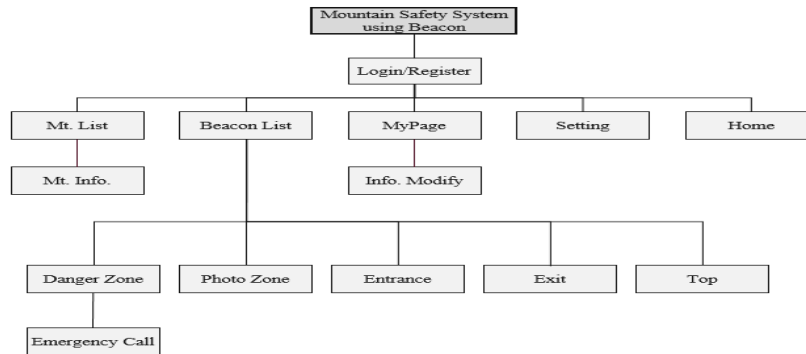 Mountain Safety System
using Beacon
Login/Register
Mt. List
Beacon List
MyPage
Setting
Home
Mt. Info.
Info. Modify
Danger Zone
Photo Zone
Entrance
Exit
Top
Emergency Call